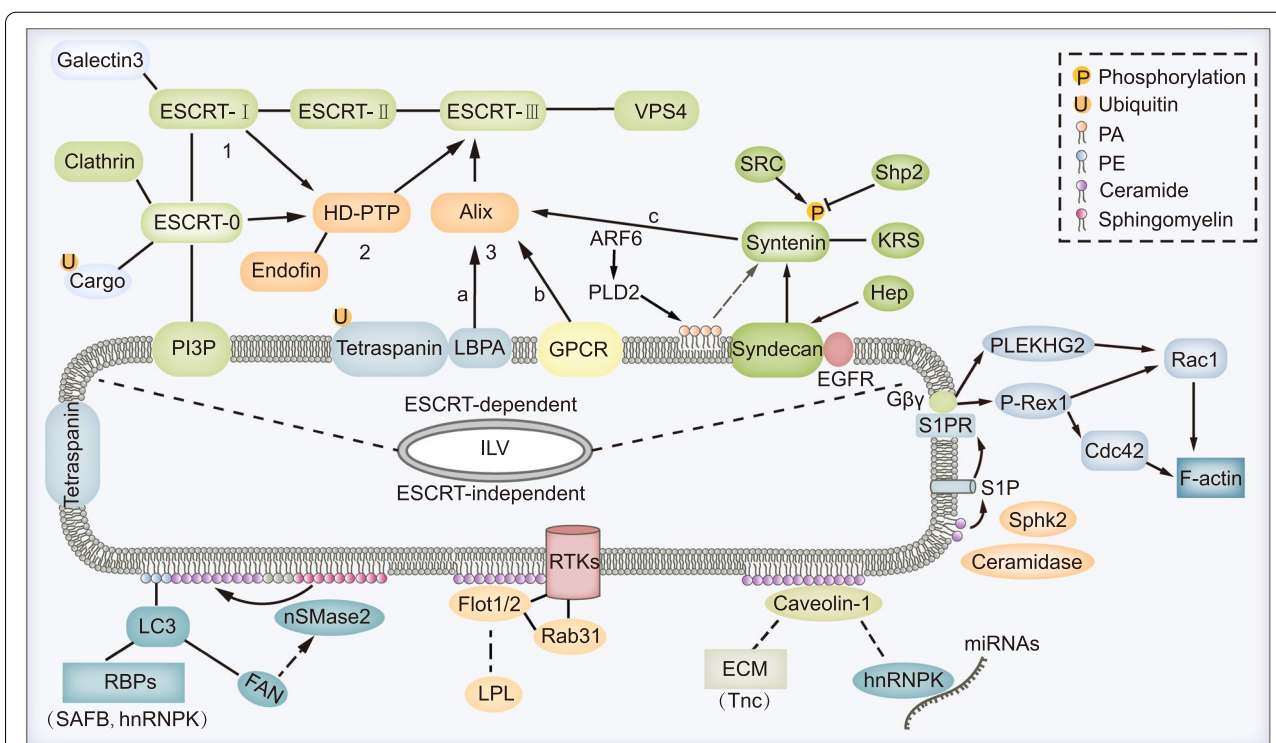 Galectin3
ESCRT-Ⅰ
ESCRT-Ⅱ
ESCRT-Ⅲ
VPS4
P Phosphorylation
U Ubiquitin
PA
PE
Ceramide
Sphingomyelin
1
Clathrin
SRC
Shp2
P
ESCRT-0
HD-PTP
Alix
c
ARF6
Syntenin
KRS
2
3
U
Cargo
Endofin
a
b
PLD2
Hep
U
PI3P
Tetraspanin
LBPA
GPCR
Syndecan
EGFR
PLEKHG2
Rac1
Gβγ
P-Rex1
S1PR
Cdc42
F-actin
ESCRT-dependent
ILV
ESCRT-independent
Tetraspanin
S1P
Sphk2
Ceramidase
RTKs
nSMase2
Flot1/2
Caveolin-1
LC3
Rab31
miRNAs
RBPs
FAN
LPL
ECM
hnRNPK
(SAFB, hnRNPK)
(Tnc)